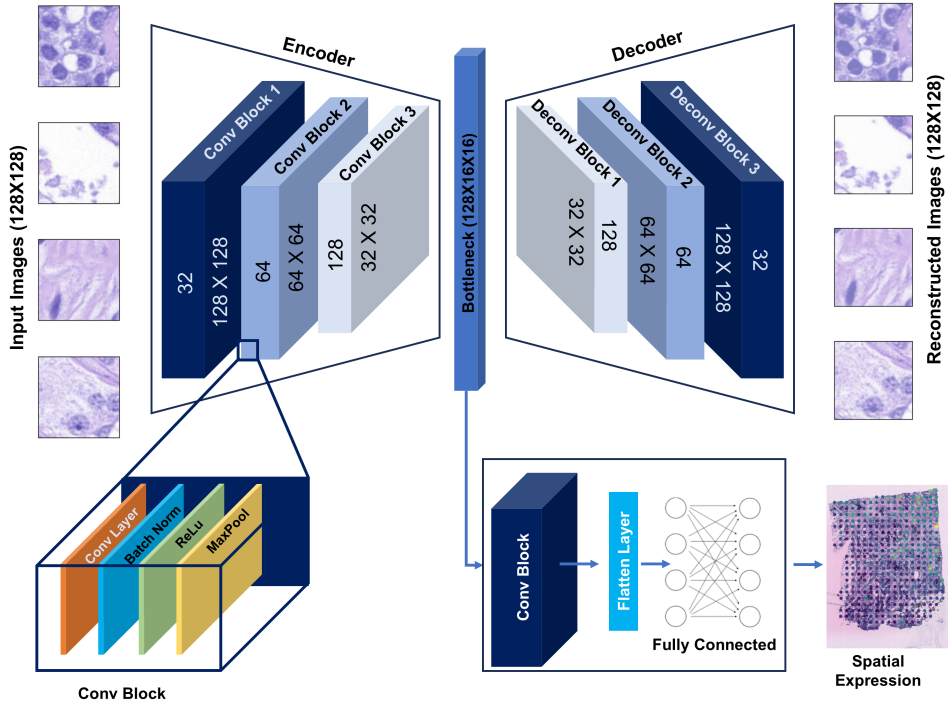 Input Images (128X128)
Encoder
Conv Block 1
Conv Block 2
Conv Block 3
32
128 X 128
64
64 X 64
128
32 X 32
Bottleneck (128X16X16)
Decoder
Deconv Block 1
Deconv Block 2
Deconv Block 3
32 X 32
128
64 X 64
64
128 X 128
32
Reconstructed Images (128X128)
Conv Layer
Batch Norm
ReLu
MaxPool
Conv Block
Conv Block
Flatten Layer
Fully Connected
Spatial
Expression